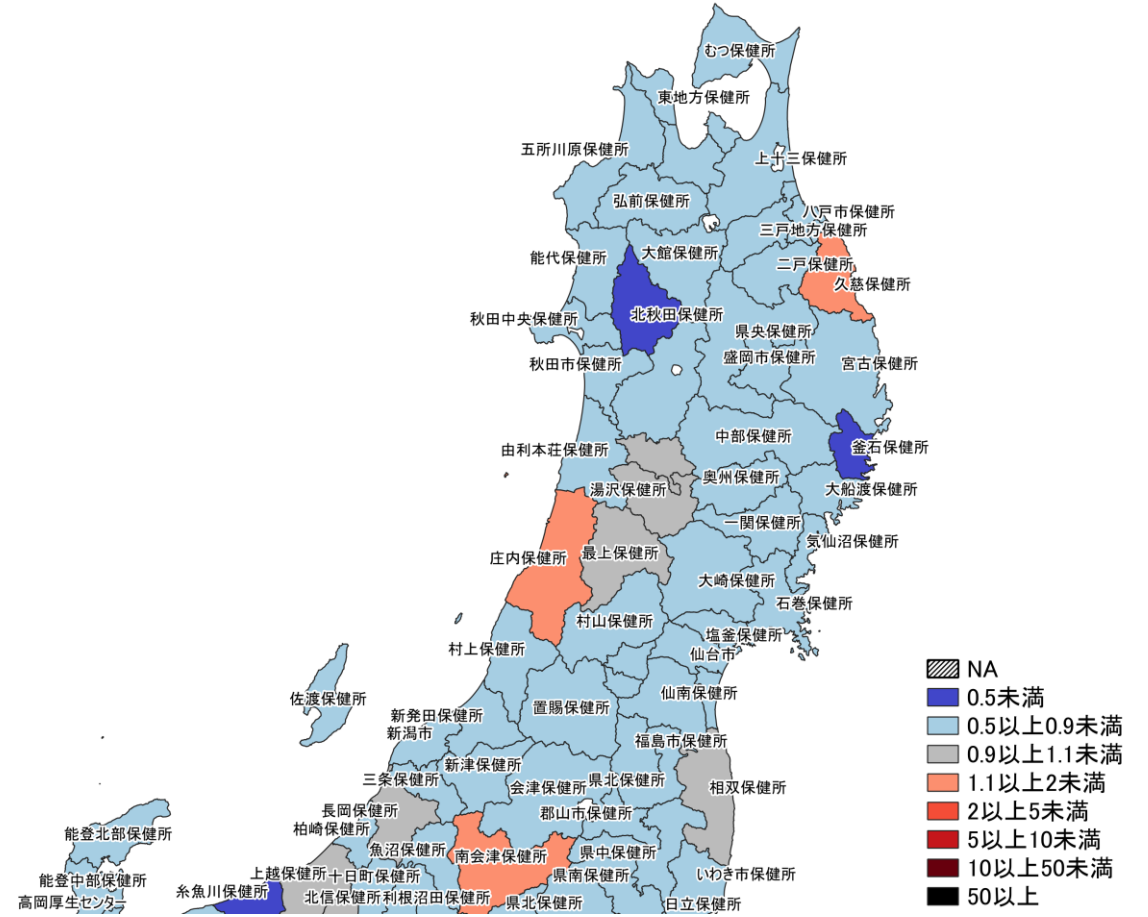 むつ保健所
東地方保健所
五所川原保健所
上十三保健所
弘前保健所
八戸市保健所
三戸地方保健所
大館保健所
能代保健所
二戸保健所
久慈保健所
北秋田保健所
秋田中央保健所
県央保健所
盛岡市保健所
秋田市保健所
宮古保健所
中部保健所
由利本荘保健所
釜石保健所
奥州保健所
湯沢保健所
大船渡保健所
一関保健所
気仙沼保健所
最上保健所
庄内保健所
大崎保健所
石巻保健所
村山保健所
塩釜保健所
村上保健所
仙台市
仙南保健所
佐渡保健所
置賜保健所
新発田保健所
新潟市
福島市保健所
新津保健所
三条保健所
会津保健所
県北保健所
相双保健所
長岡保健所
郡山市保健所
柏崎保健所
能登北部保健所
魚沼保健所
南会津保健所
県中保健所
上越保健所
十日町保健所
県南保健所
いわき市保健所
能登中部保健所
糸魚川保健所
北信保健所
利根沼田保健所
県北保健所
日立保健所
高岡厚生センター
NA
0.5未満
0.5以上0.9未満
0.9以上1.1未満
1.1以上2未満
2以上5未満
5以上10未満
10以上50未満
50以上